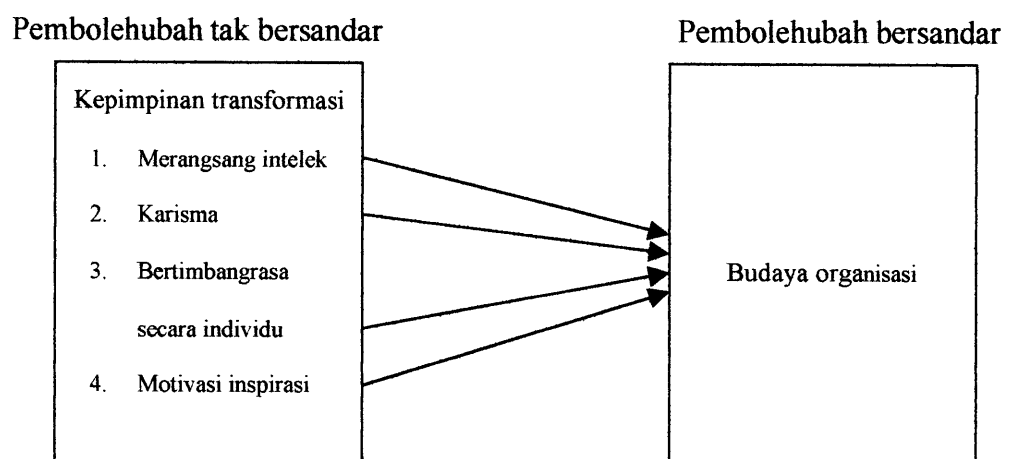 Pembolehubah tak bersandar
Pembolehubah bersandar
Kepimpinan transformasi
1. Merangsang intelek
2. Karisma
3. Bertimbangrasa
secara individu
4. Motivasi inspirasi
Budaya organisasi